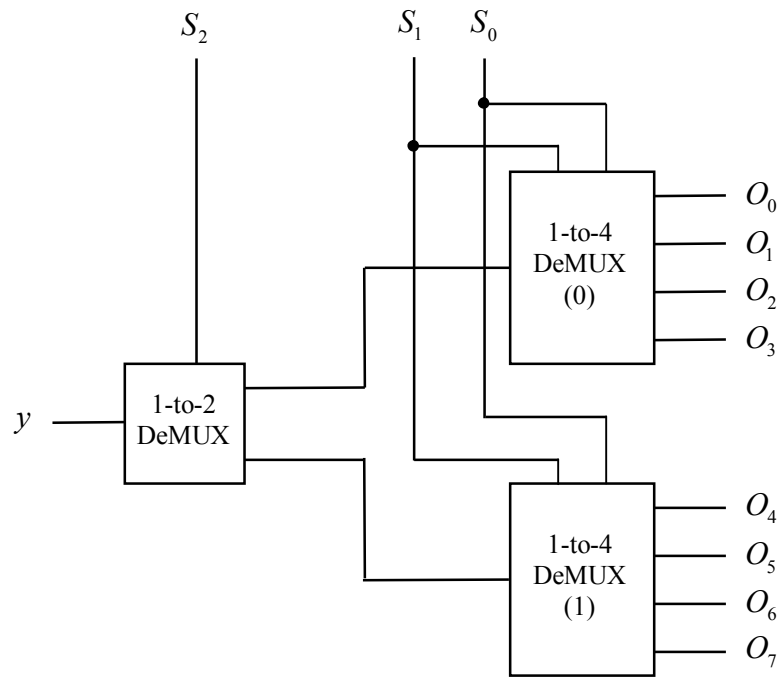 S₂
S₁
S₀
1-to-4
DeMUX
(0)
O₀
O₁
O₂
O₃
y
1-to-2
DeMUX
1-to-4
DeMUX
(1)
O₄
O₅
O₆
O₇